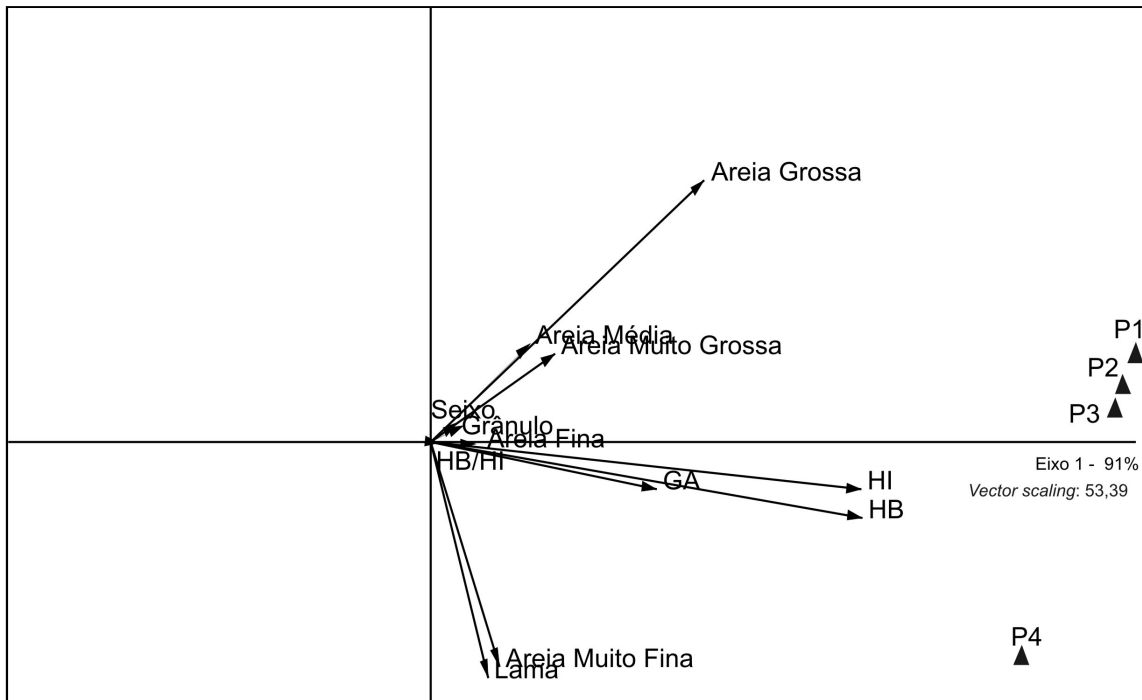 Areia Grossa
P1
Areia Média
Areia Muito Grossa
P2
Seixo
P3
Grânulo
Areia Fina
HB/HI
Eixo 1 - 91%
GA
HI
Vector scaling: 53,39
HB
P4
Areia Muito Fina
Lama